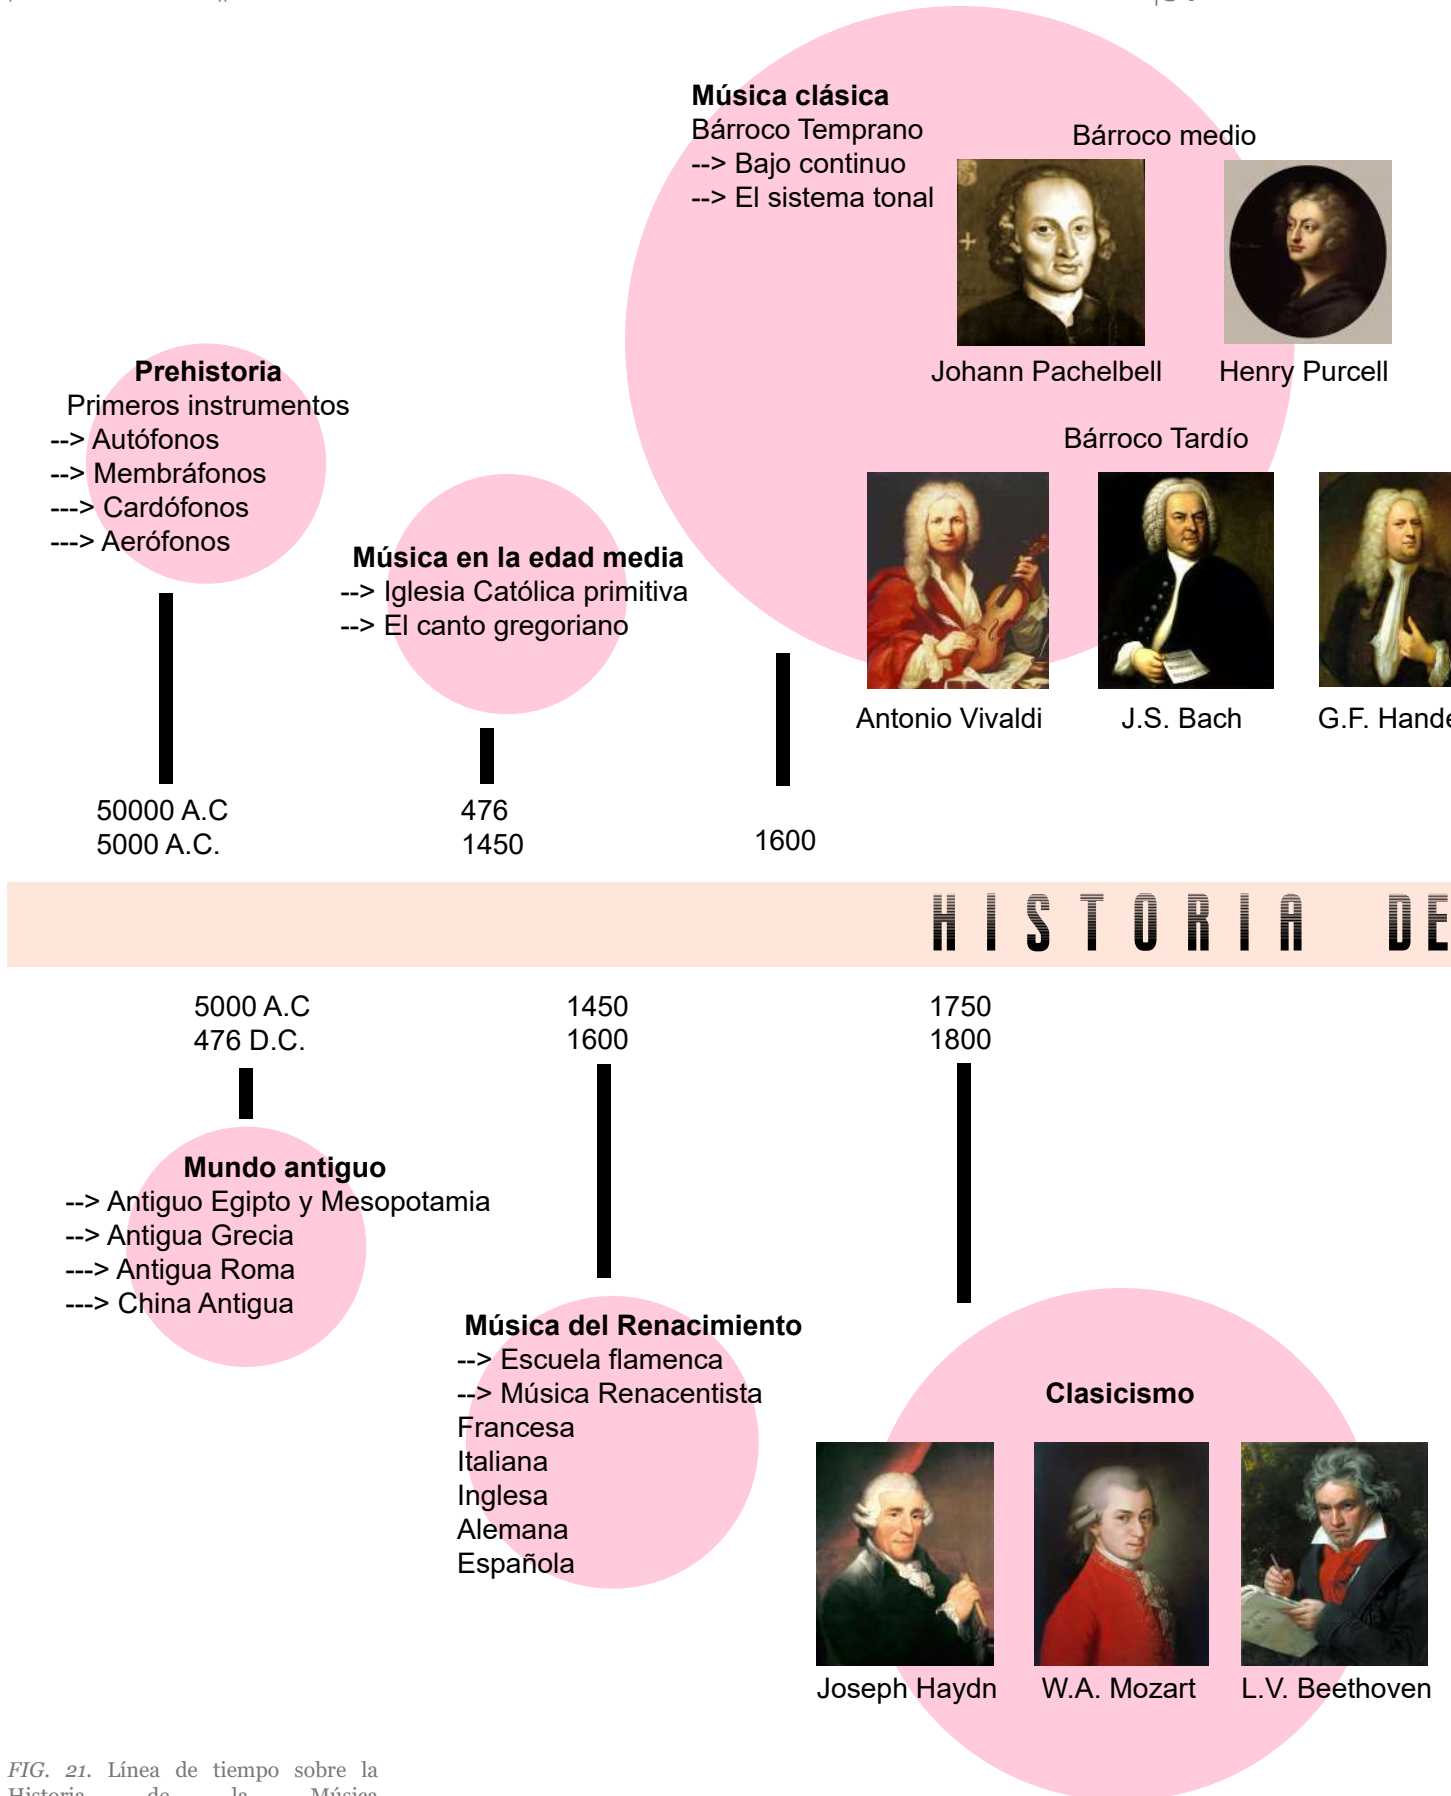 Música clásica
Bárroco Temprano
--> Bajo continuo
--> El sistema tonal
Bárroco medio
Johann Pachelbell
Henry Purcell
Bárroco Tardío
Antonio Vivaldi
J.S. Bach
G.F. Hande
Prehistoria
Primeros instrumentos
--> Autófonos
--> Membráfonos
---> Cardófonos
---> Aerófonos
Música en la edad media
--> Iglesia Católica primitiva
--> El canto gregoriano
50000 A.C
5000 A.C.
476
1450
1600
HISTORIA DE
5000 A.C
476 D.C.
1450
1600
1750
1800
Mundo antiguo
--> Antiguo Egipto y Mesopotamia
--> Antigua Grecia
---> Antigua Roma
---> China Antigua
Música del Renacimiento
--> Escuela flamenca
--> Música Renacentista
Francesa
Italiana
Inglesa
Alemana
Española
Clasicismo
Joseph Haydn
W.A. Mozart
L.V. Beethoven
FIG. 21. Línea de tiempo sobre la
Historia de la Música